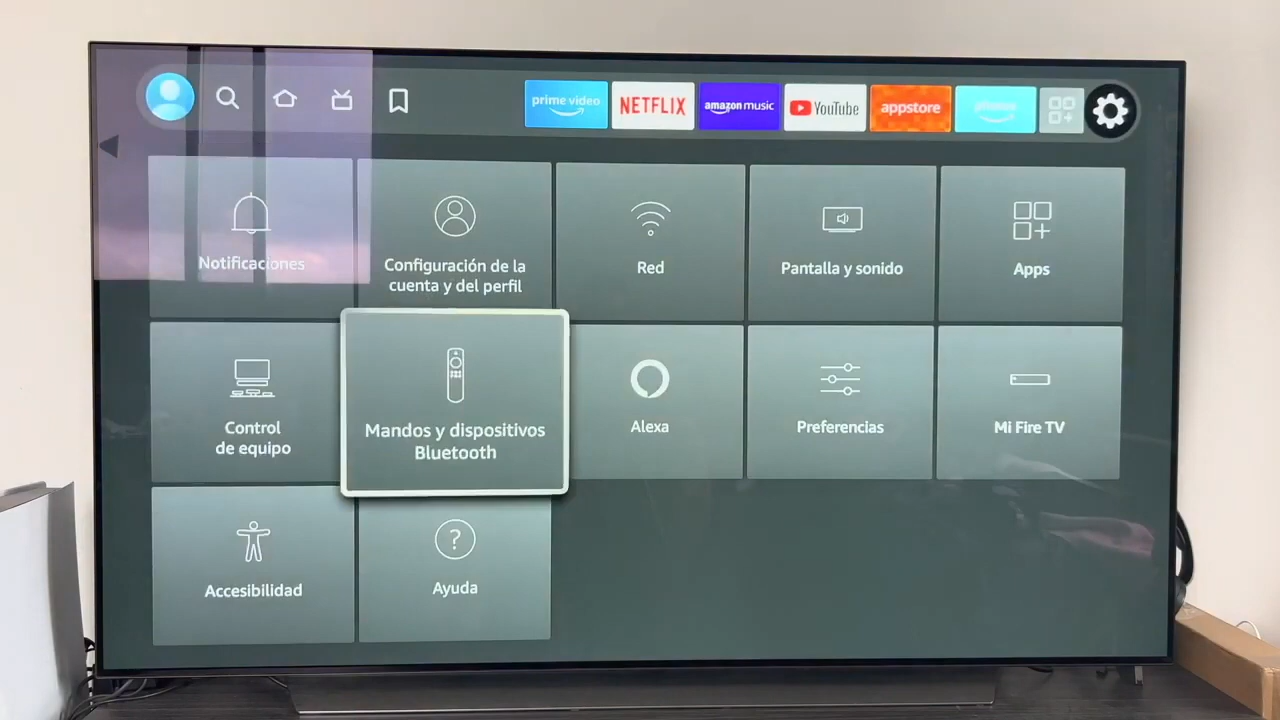 prime video
NETFLIX
amazon music
YouTube
appstore
Notificaciones
Configuración de la
cuenta y del perfil
Red
Pantalla y sonido
Apps
Control
de equipo
Mandos y dispositivos
Bluetooth
Alexa
Preferencias
Mi Fire TV
Accesibilidad
?
Ayuda